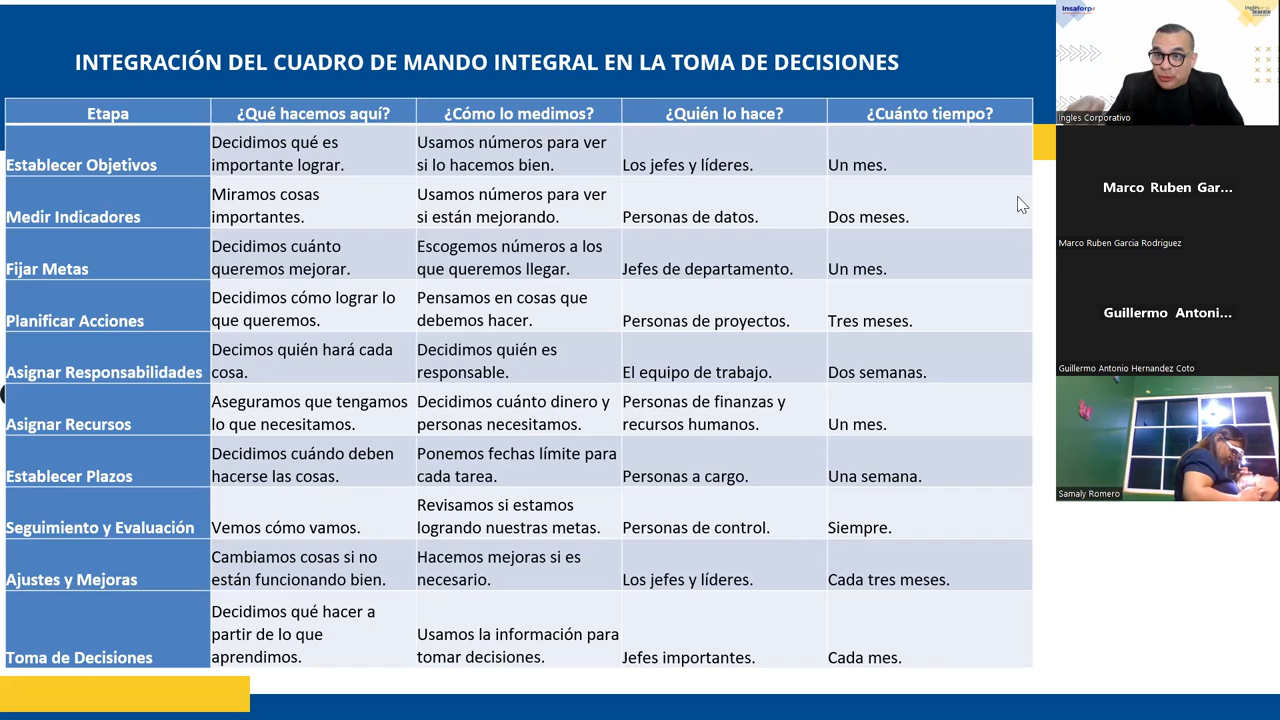 INTEGRACIÓN DEL CUADRO DE MANDO INTEGRAL EN LA TOMA DE DECISIONES
Etapa ¿Qué hacemos aquí? ¿Cómo lo medimos? ¿Quién lo hace? ¿Cuánto tiempo?
Decidimos qué es Usamos números para ver
Establecer Objetivos importante lograr. si lo hacemos bien. Los jefes y líderes. Un mes.
Miramos cosas Usamos números para ver
Medir Indicadores importantes. si están mejorando. Personas de datos. Dos meses.
Decidimos cuánto Escogemos números a los
Fijar Metas queremos mejorar. que queremos llegar. Jefes de departamento. Un mes.
Decidimos cómo lograr lo Pensamos en cosas que
Planificar Acciones que queremos. debemos hacer. Personas de proyectos. Tres meses.
Decimos quién hará cada Decidimos quién es
Asignar Responsabilidades cosa. responsable. El equipo de trabajo. Dos semanas.
Aseguramos que tengamos Decidimos cuánto dinero y Personas de finanzas y
Asignar Recursos lo que necesitamos. personas necesitamos. recursos humanos. Un mes.
Decidimos cuándo deben Ponemos fechas límite para
Establecer Plazos hacerse las cosas. cada tarea. Personas a cargo. Una semana.
Revisamos si estamos
Seguimiento y Evaluación Vemos cómo vamos. logrando nuestras metas. Personas de control. Siempre.
Cambiamos cosas si no Hacemos mejoras si es
Ajustes y Mejoras están funcionando bien. necesario. Los jefes y líderes. Cada tres meses.
Decidimos qué hacer a
partir de lo que Usamos la información para
Toma de Decisiones aprendimos. tomar decisiones. Jefes importantes. Cada mes.
Insaforp
Ingles Corporativo
Marco Ruben Gar...
Marco Ruben Garcia Rodriguez
Guillermo Antoni...
Guillermo Antonio Hernandez Coto
Samaly Romero